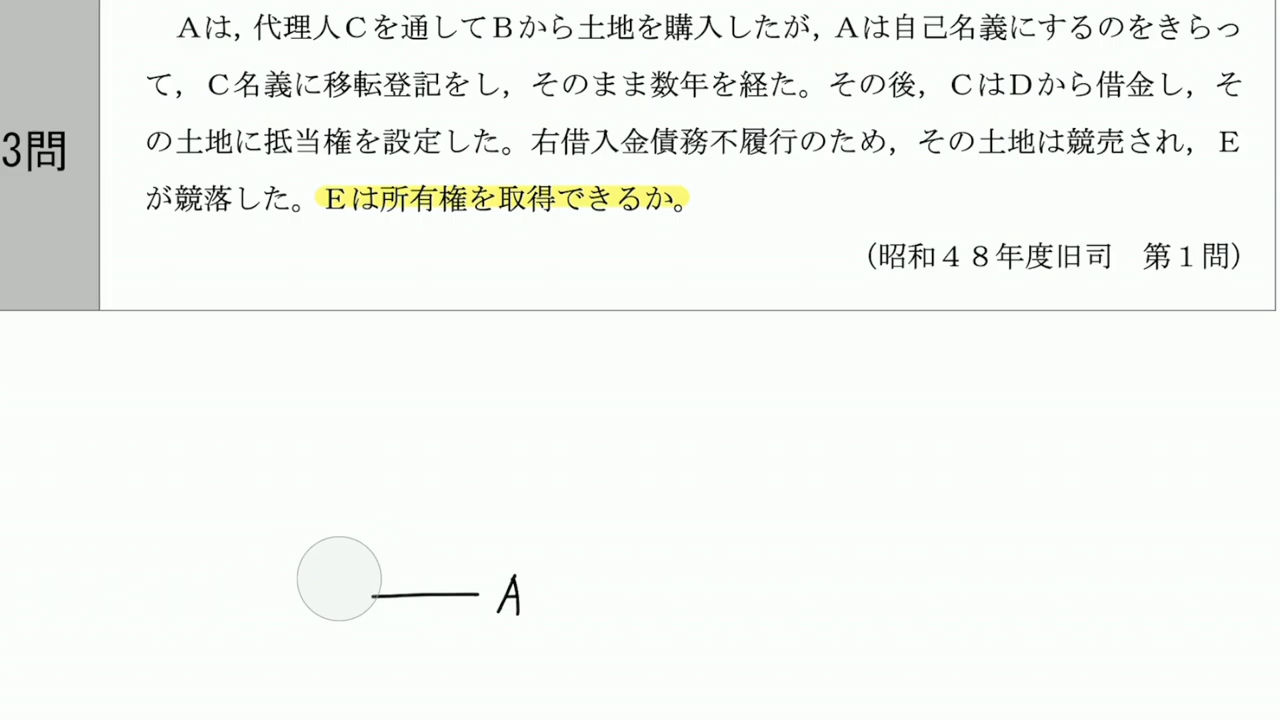 Aは，代理人Cを通してBから土地を購入したが，Aは自己名義にするのをきらっ
て，C名義に移転登記をし，そのまま数年を経た。その後，CはDから借金し，そ
の土地に抵当権を設定した。右借入金債務不履行のため，その土地は競売され，E
が競落した。Eは所有権を取得できるか。
（昭和４８年度旧司　第１問）
3問
A